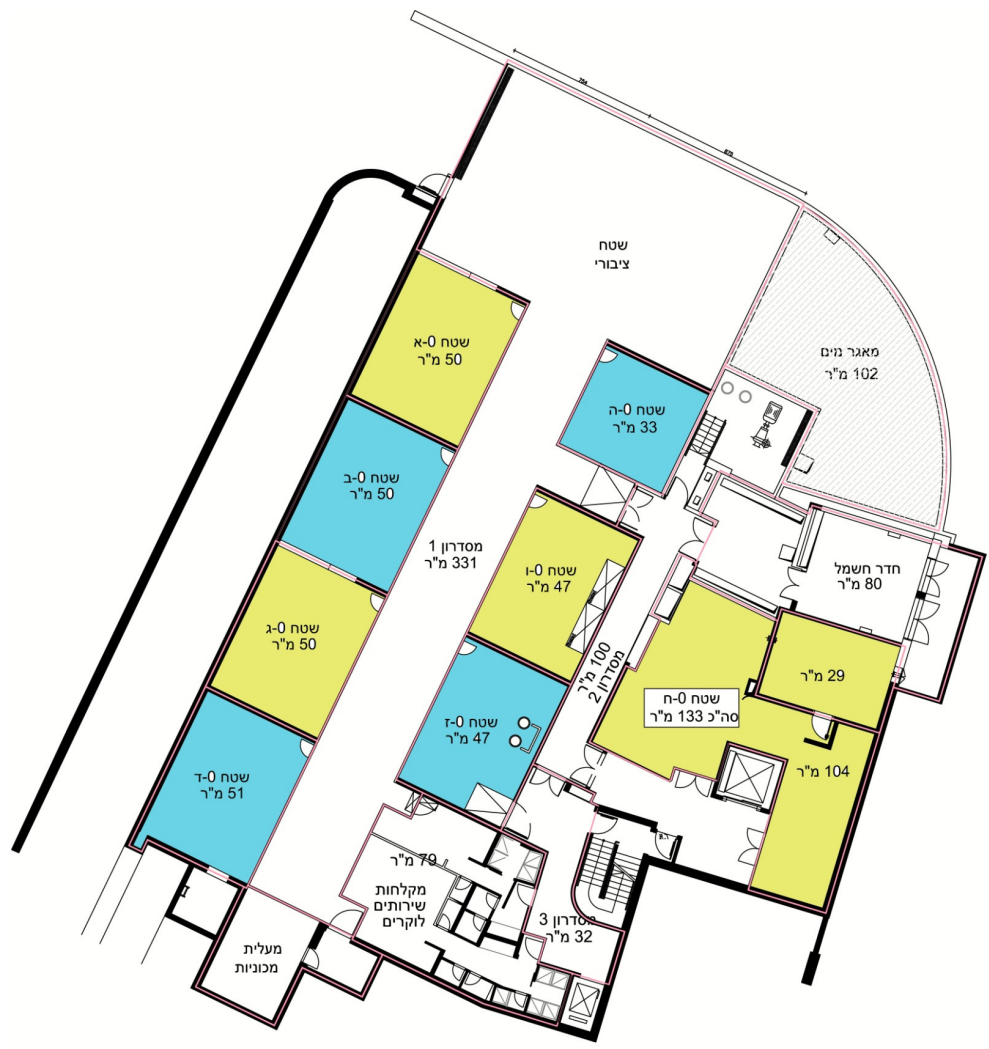 754
675
שטח
ציבורי
מאגר מים
102 מ"ר
שטח 0-א
50 מ"ר
שטח 0-ה
33 מ"ר
שטח 0-ב
50 מ"ר
מסדרון 1
331 מ"ר
שטח 0-ו
47 מ"ר
חדר חשמל
80 מ"ר
שטח 0-ג
50 מ"ר
מסדרון 2
100 מ"ר
29 מ"ר
שטח 0-ח
סה"כ 133 מ"ר
שטח 0-ז
47 מ"ר
104 מ"ר
שטח 0-ד
51 מ"ר
79 מ"ר
מקלחות
שירותים
לוקרים
מסדרון 3
32 מ"ר
מעלית
מכוניות